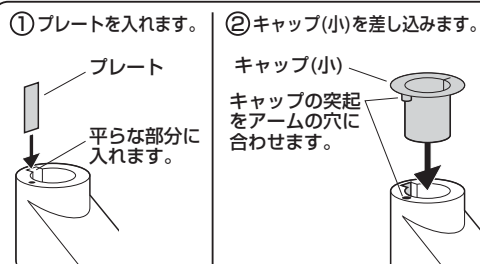 ①プレートを入れます。
プレート
平らな部分に
入れます。
②キャップ(小)を差し込みます。
キャップ(小)
キャップの突起
をアームの穴に
合わせます。